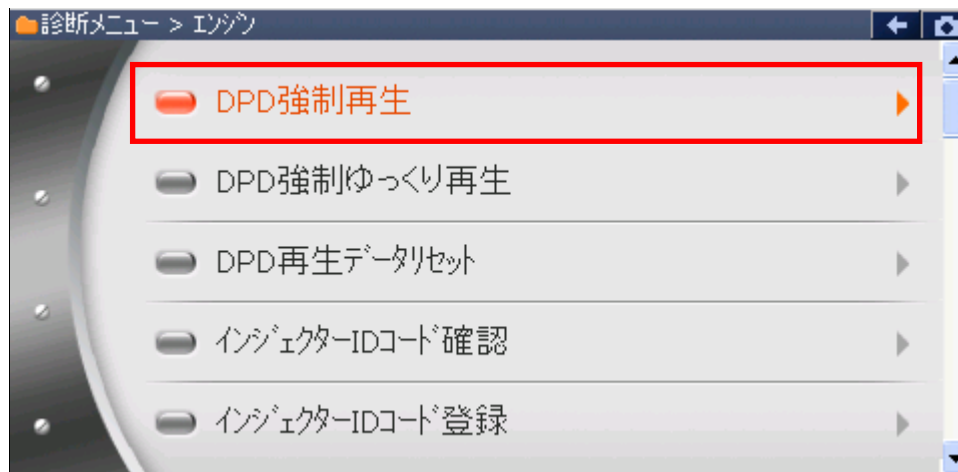 診断メニュー > エンジン
DPD強制再生
DPD強制ゆっくり再生
DPD再生データリセット
インジェクターIDコード確認
インジェクターIDコード登録